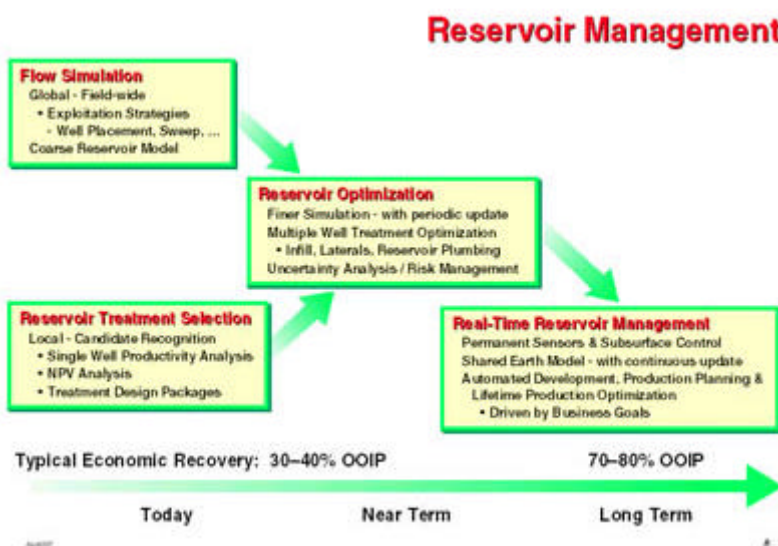 Reservoir Management
Flow Simulation
Global - Field-wide
• Exploitation Strategies
- Well Placement, Sweep, ...
Coarse Reservoir Model
Reservoir Optimization
Finer Simulation - with periodic update
Multiple Well Treatment Optimization
• Infill, Laterals, Reservoir Plumbing
Uncertainty Analysis / Risk Management
Reservoir Treatment Selection
Local - Candidate Recognition
• Single Well Productivity Analysis
• NPV Analysis
• Treatment Design Packages
Real-Time Reservoir Management
Permanent Sensors & Subsurface Control
Shared Earth Model - with continuous update
Automated Development, Production Planning &
Lifetime Production Optimization
• Driven by Business Goals
Typical Economic Recovery: 30–40% OOIP 70–80% OOIP
Today Near Term Long Term